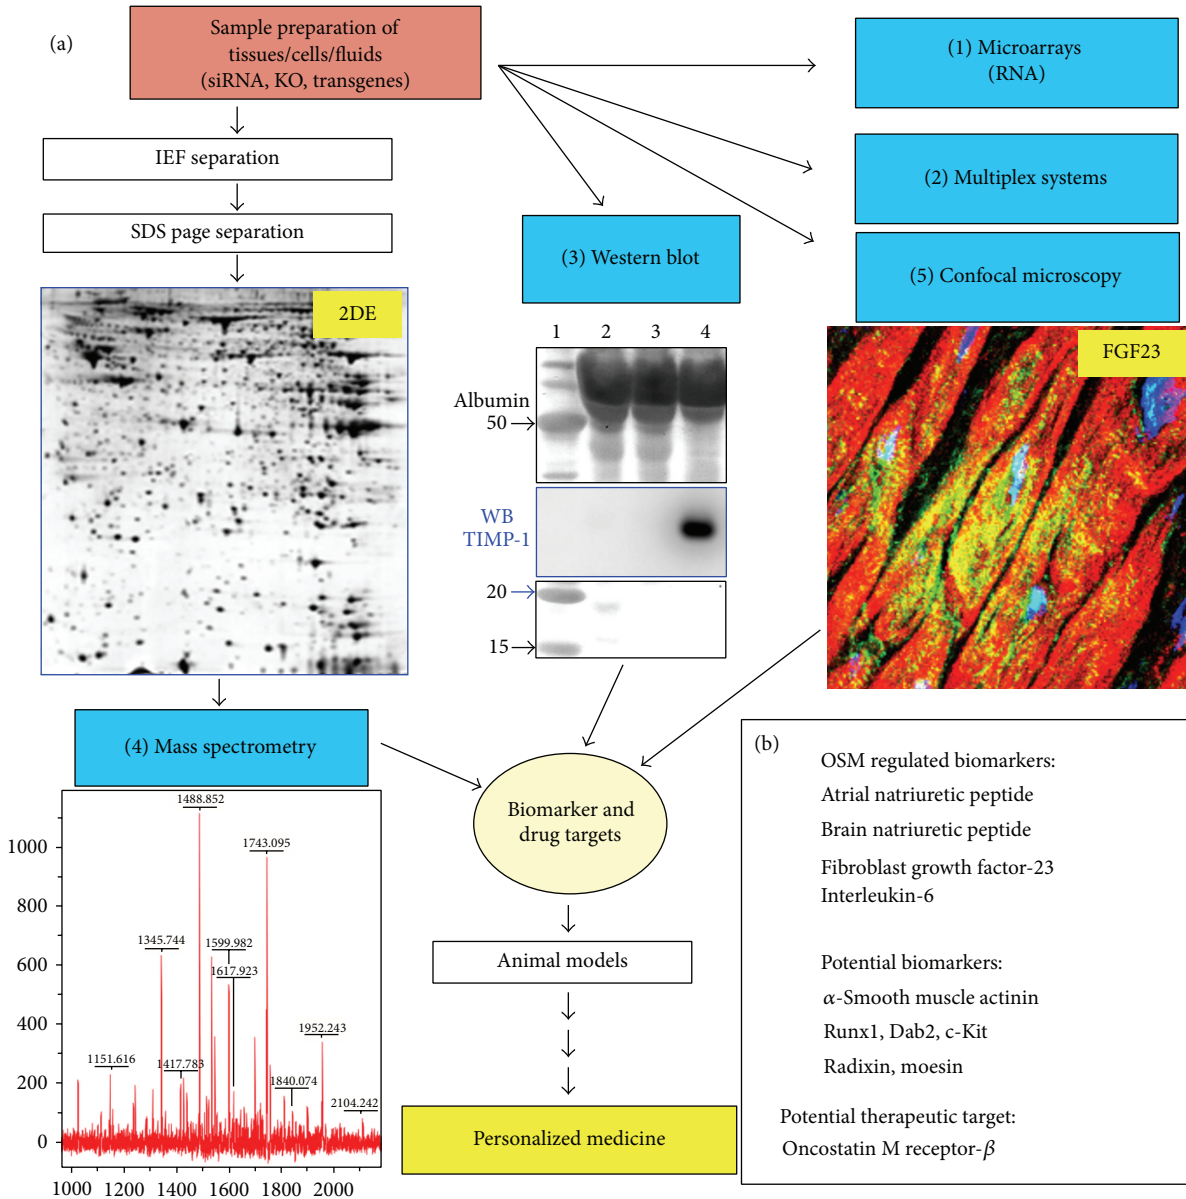 (a)
Sample preparation of
tissues/cells/fluids
(siRNA, KO, transgenes)
(1) Microarrays
(RNA)
IEF separation
(2) Multiplex systems
SDS page separation
(3) Western blot
(5) Confocal microscopy
2DE
1 2 3 4
FGF23
Albumin
50
WB
TIMP-1
20
15
(4) Mass spectrometry
Biomarker and
drug targets
1488.852
1743.095
1345.744
1599.982
1617.923
1952.243
1151.616
1417.783
1840.074
2104.242
1000
800
600
400
200
0
1000 1200 1400 1600 1800 2000
Animal models
Personalized medicine
(b)
OSM regulated biomarkers:
Atrial natriuretic peptide
Brain natriuretic peptide
Fibroblast growth factor-23
Interleukin-6
Potential biomarkers:
α-Smooth muscle actinin
Runx1, Dab2, c-Kit
Radixin, moesin
Potential therapeutic target:
Oncostatin M receptor-β